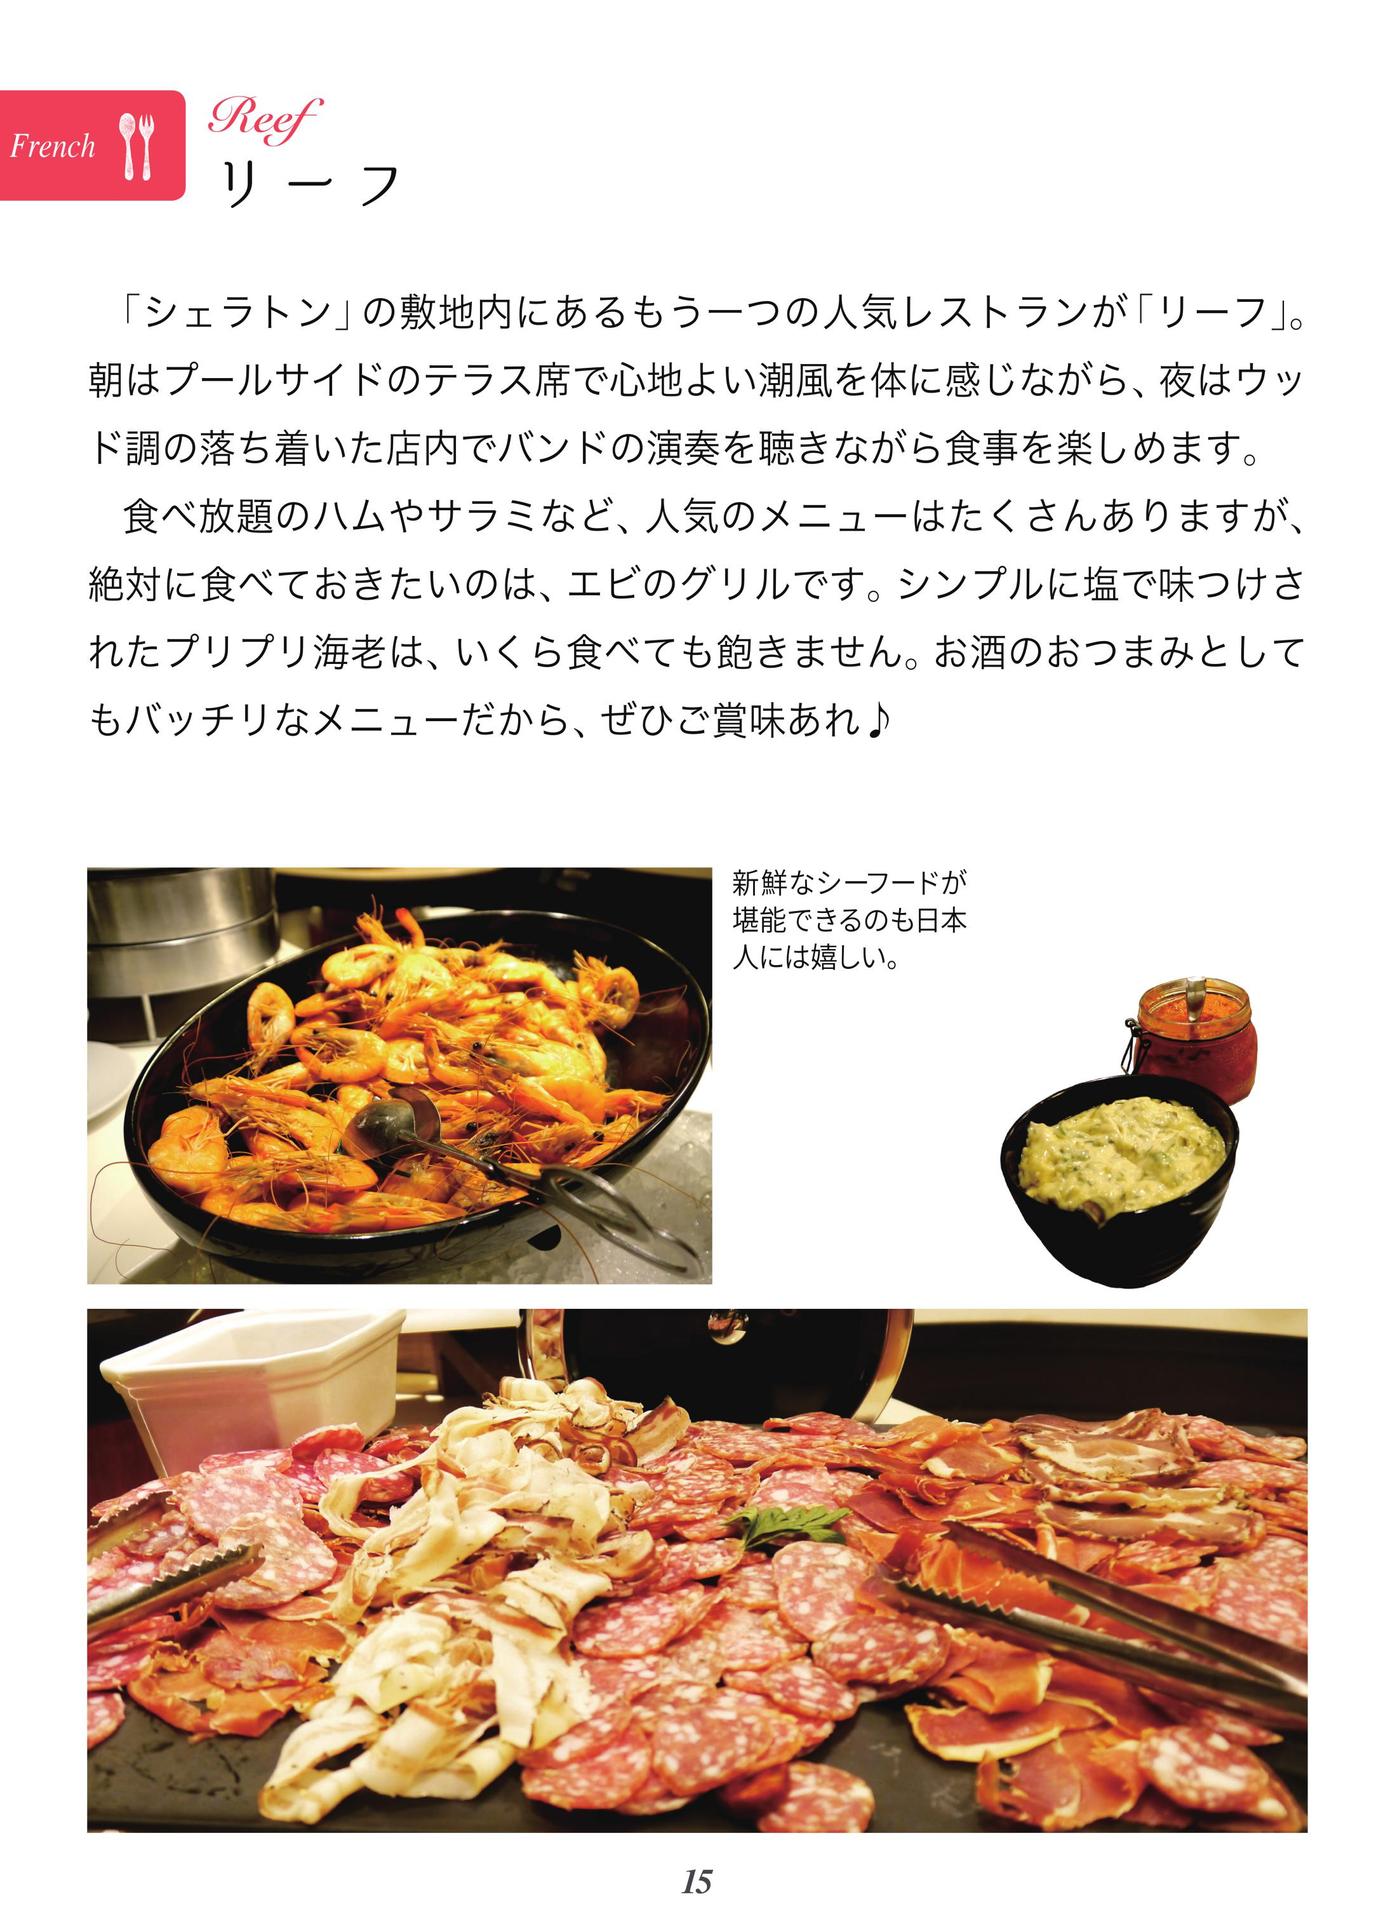 French
Reef
リーフ
「シェラトン」の敷地内にあるもう一つの人気レストランが「リーフ」。
朝はプールサイドのテラス席で心地よい潮風を体に感じながら、夜はウッ
ド調の落ち着いた店内でバンドの演奏を聴きながら食事を楽しめます。
食べ放題のハムやサラミなど、人気のメニューはたくさんありますが、
絶対に食べておきたいのは、エビのグリルです。シンプルに塩で味つけさ
れたプリプリ海老は、いくら食べても飽きません。お酒のおつまみとして
もバッチリなメニューだから、ぜひご賞味あれ♪
新鮮なシーフードが
堪能できるのも日本
人には嬉しい。
15